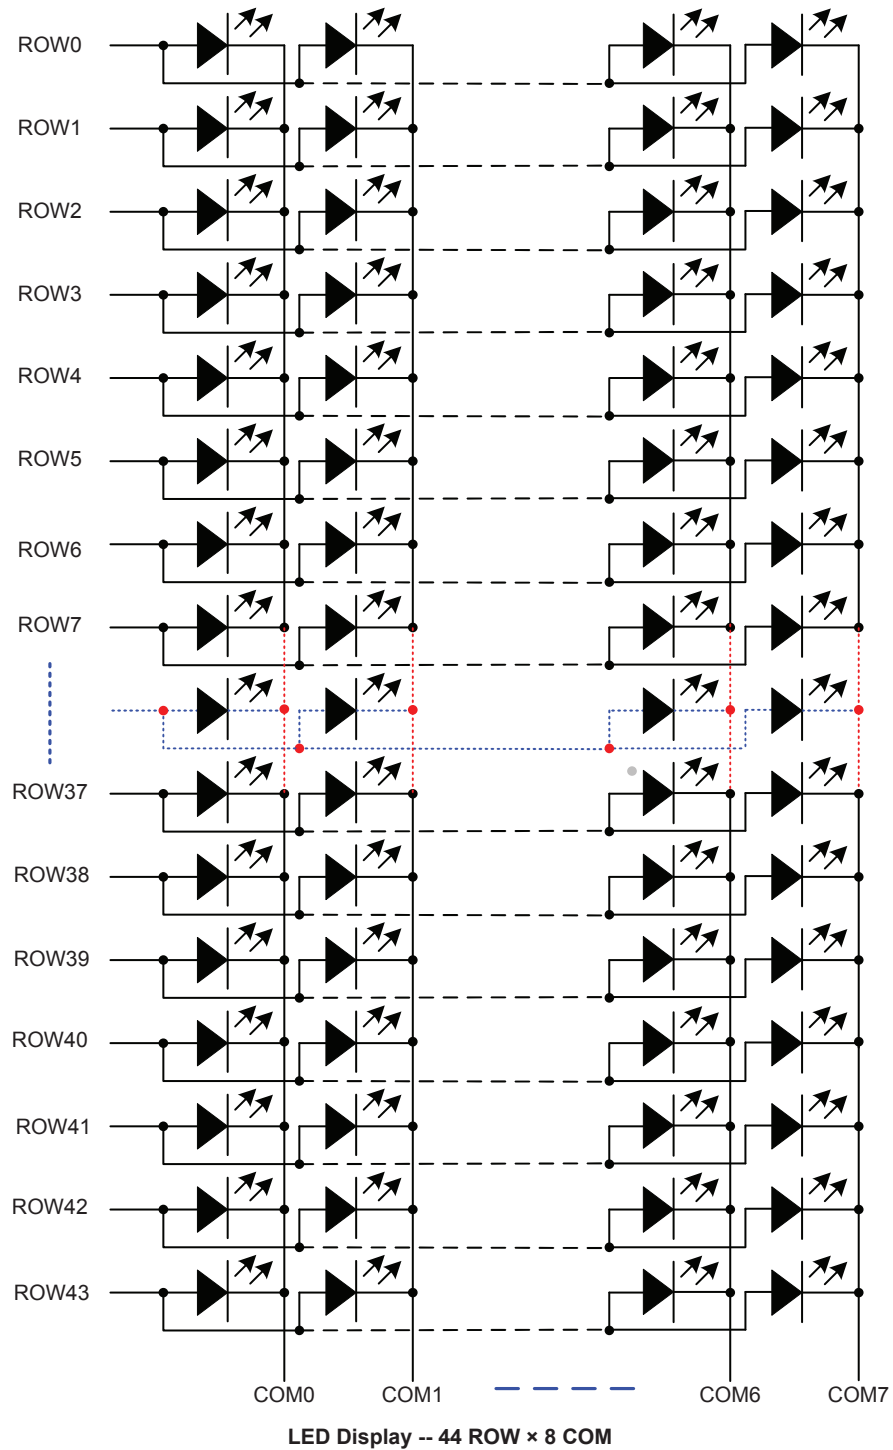 ROW0
ROW1
ROW2
ROW3
ROW4
ROW5
ROW6
ROW7
ROW37
ROW38
ROW39
ROW40
ROW41
ROW42
ROW43
COM0 COM1 COM6 COM7
LED Display -- 44 ROW × 8 COM